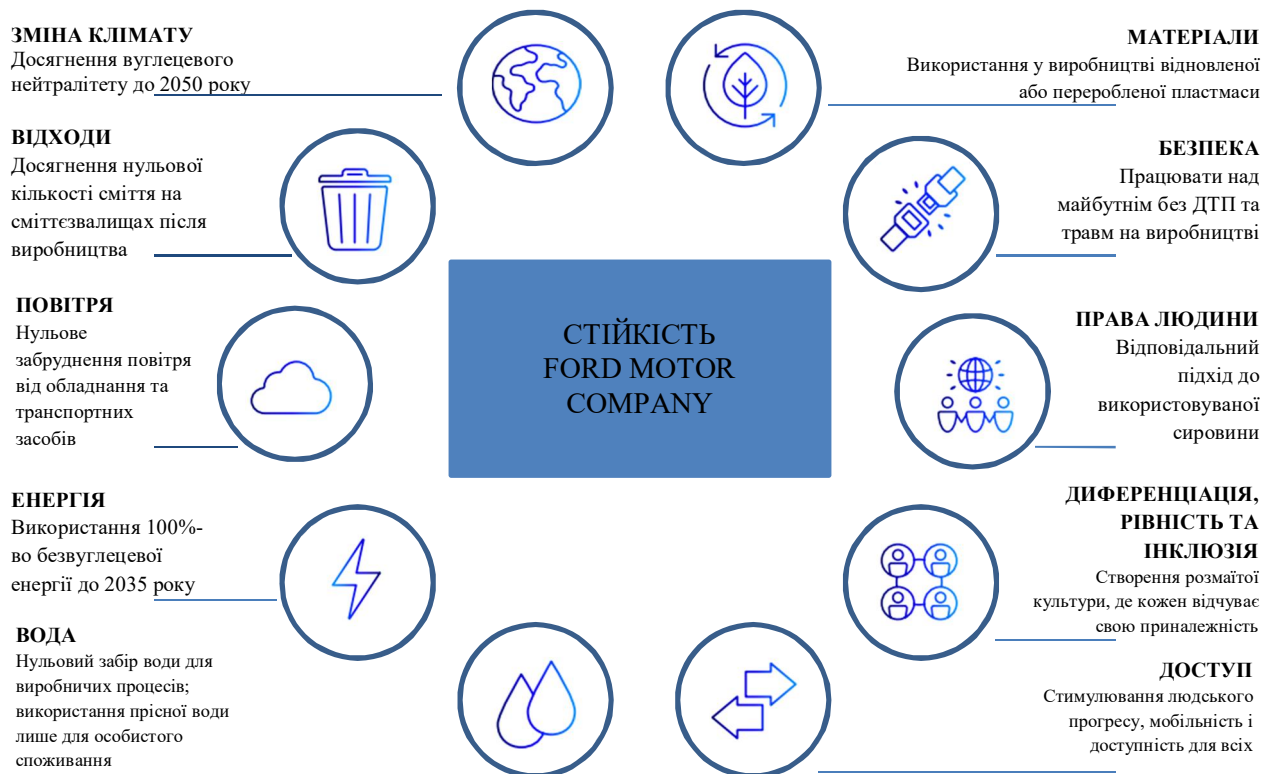 ЗМІНА КЛІМАТУ
Досягнення вуглецевого
нейтралітету до 2050 року
ВІДХОДИ
Досягнення нульової
кількості сміття на
сміттєзвалищах після
виробництва
ПОВІТРЯ
Нульове
забруднення повітря
від обладнання та
транспортних
засобів
ЕНЕРГІЯ
Використання 100%-
во безвуглецевої
енергії до 2035 року
ВОДА
Нульовий забір води для
виробничих процесів;
використання прісної води
лише для особистого
споживання
СТІЙКІСТЬ
FORD MOTOR
COMPANY
МАТЕРІАЛИ
Використання у виробництві відновленої
або переробленої пластмаси
БЕЗПЕКА
Працювати над
майбутнім без ДТП та
травм на виробництві
ПРАВА ЛЮДИНИ
Відповідальний
підхід до
використовуваної
сировини
ДИФЕРЕНЦІАЦІЯ,
РІВНІСТЬ ТА
ІНКЛЮЗІЯ
Створення розмаїтої
культури, де кожен відчуває
свою приналежність
ДОСТУП
Стимулювання людського
прогресу, мобільність і
доступність для всіх